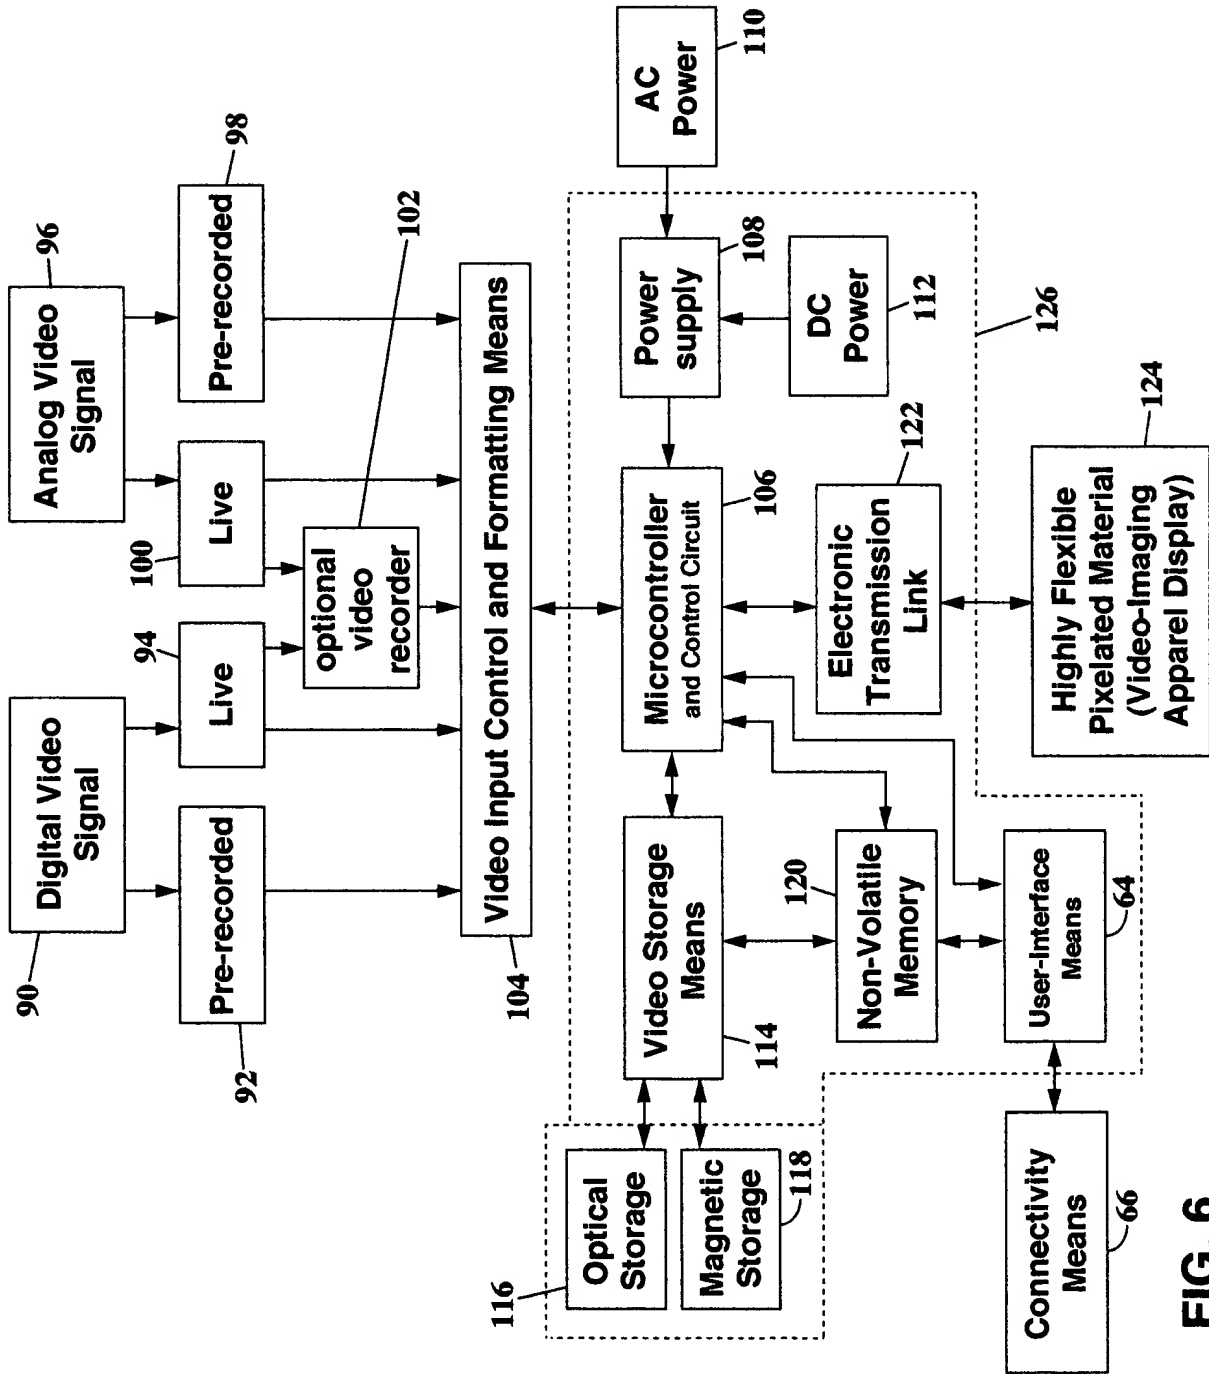 90
Digital Video
Signal
Analog Video
Signal
96
92
Pre-recorded
94
Live
100
Live
Pre-recorded
98
optional
video
recorder
102
104
Video Input Control and Formatting Means
116
Optical
Storage
Magnetic
Storage
118
Video Storage
Means
114
Microcontroller
and Control Circuit
106
Power
supply
108
AC
Power
110
DC
Power
112
120
Non-Volatile
Memory
Electronic
Transmission
Link
122
126
Connectivity
Means
66
User-Interface
Means
64
Highly Flexible
Pixelated Material
(Video-Imaging
Apparel Display)
124
FIG. 6